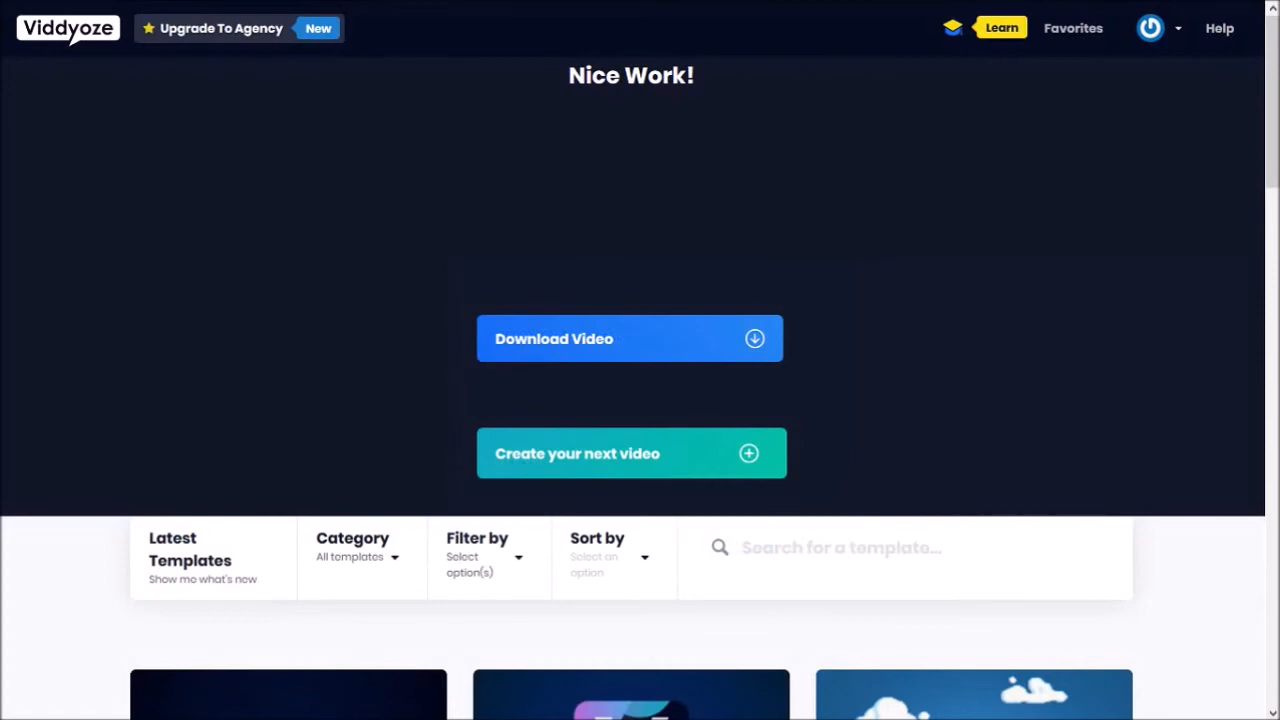 Viddyoze
Upgrade To Agency
New
Learn
Favorites
Help
Nice Work!
Download Video
Create your next video
Latest
Templates
Show me what's new
Category
All templates
Filter by
Select
option(s)
Sort by
Select an
option
Search for a template...